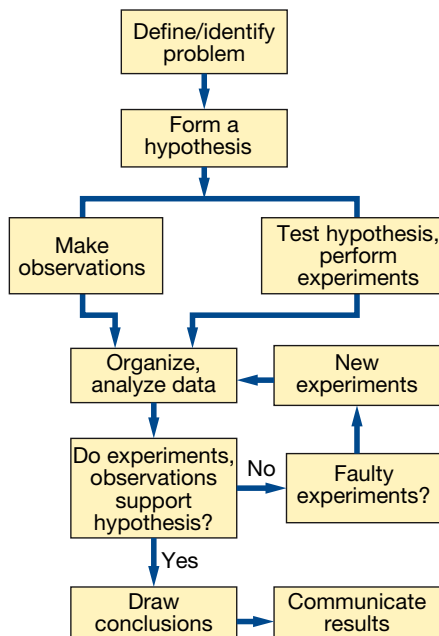 Define/identify
problem
Form a
hypothesis
Make
observations
Test hypothesis,
perform
experiments
Organize,
analyze data
New
experiments
Do experiments,
observations
support
hypothesis?
No
Faulty
experiments?
Yes
Draw
conclusions
Communicate
results